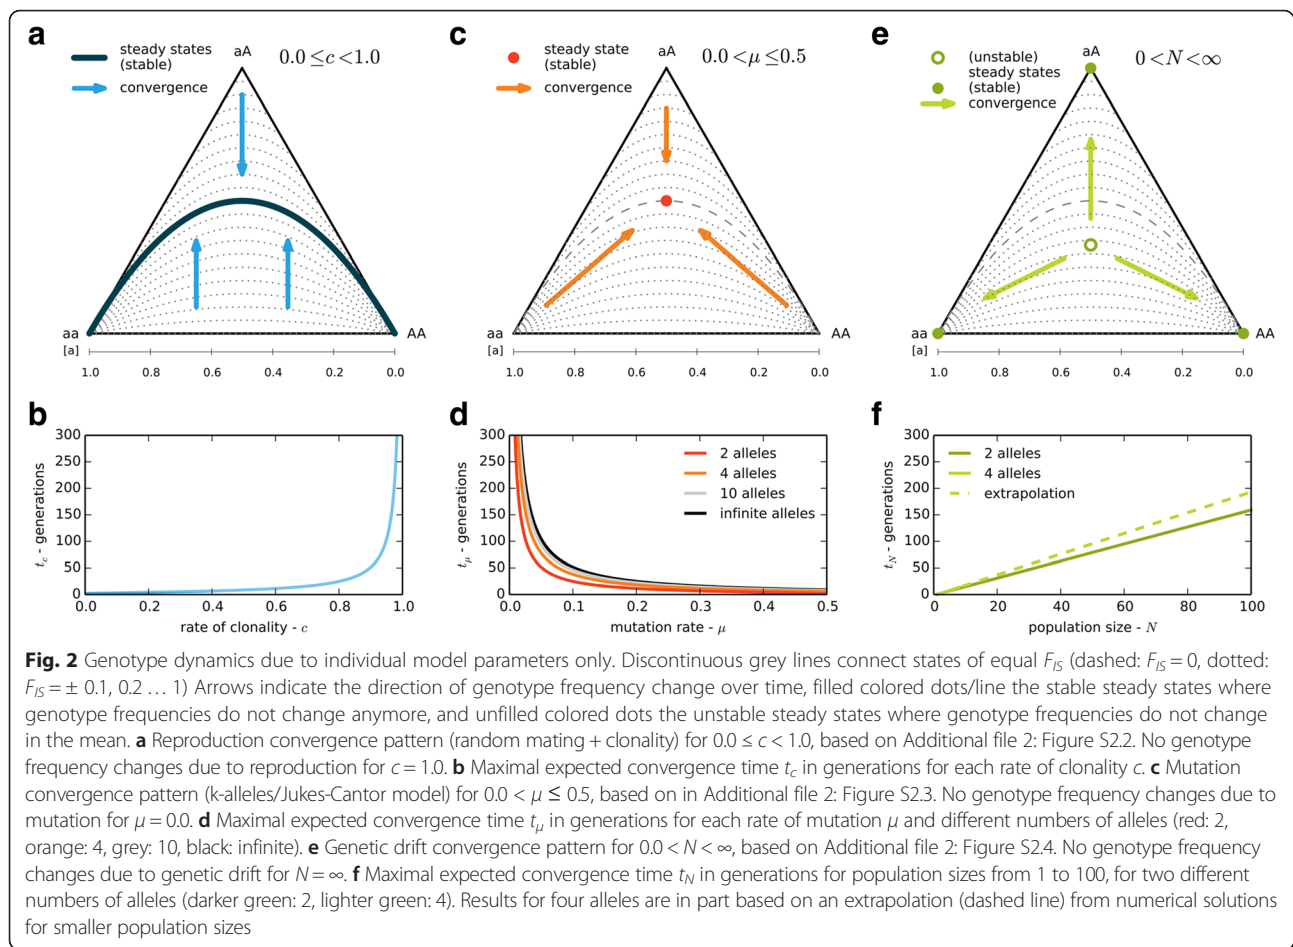 a
steady states
(stable)
convergence
aA
0.0 ≤c<1.0
aa
AA
[a]
1.0 0.8 0.6 0.4 0.2 0.0
c
steady state
(stable)
convergence
aA
0.0<μ≤0.5
aa
AA
[a]
1.0 0.8 0.6 0.4 0.2 0.0
e
(unstable)
steady states
(stable)
convergence
aA
0<N<∞
aa
AA
[a]
1.0 0.8 0.6 0.4 0.2 0.0
b
300
250
200
150
100
50
0
t_c - generations
0.0 0.2 0.4 0.6 0.8 1.0
rate of clonality - c
d
300
250
200
150
100
50
0
t_μ - generations
2 alleles
4 alleles
10 alleles
infinite alleles
0.0 0.1 0.2 0.3 0.4 0.5
mutation rate - μ
f
300
250
200
150
100
50
0
t_N - generations
2 alleles
4 alleles
extrapolation
0 20 40 60 80 100
population size - N
Fig. 2 Genotype dynamics due to individual model parameters only. Discontinuous grey lines connect states of equal F_IS (dashed: F_IS = 0, dotted:
F_IS = ± 0.1, 0.2 … 1) Arrows indicate the direction of genotype frequency change over time, filled colored dots/line the stable steady states where
genotype frequencies do not change anymore, and unfilled colored dots the unstable steady states where genotype frequencies do not change
in the mean. a Reproduction convergence pattern (random mating + clonality) for 0.0 ≤ c < 1.0, based on Additional file 2: Figure S2.2. No genotype
frequency changes due to reproduction for c = 1.0. b Maximal expected convergence time t_c in generations for each rate of clonality c. c Mutation
convergence pattern (k-alleles/Jukes-Cantor model) for 0.0 < μ ≤ 0.5, based on in Additional file 2: Figure S2.3. No genotype frequency changes due to
mutation for μ = 0.0. d Maximal expected convergence time t_μ in generations for each rate of mutation μ and different numbers of alleles (red: 2,
orange: 4, grey: 10, black: infinite). e Genetic drift convergence pattern for 0.0 < N < ∞, based on Additional file 2: Figure S2.4. No genotype frequency
changes due to genetic drift for N = ∞. f Maximal expected convergence time t_N in generations for population sizes from 1 to 100, for two different
numbers of alleles (darker green: 2, lighter green: 4). Results for four alleles are in part based on an extrapolation (dashed line) from numerical solutions
for smaller population sizes